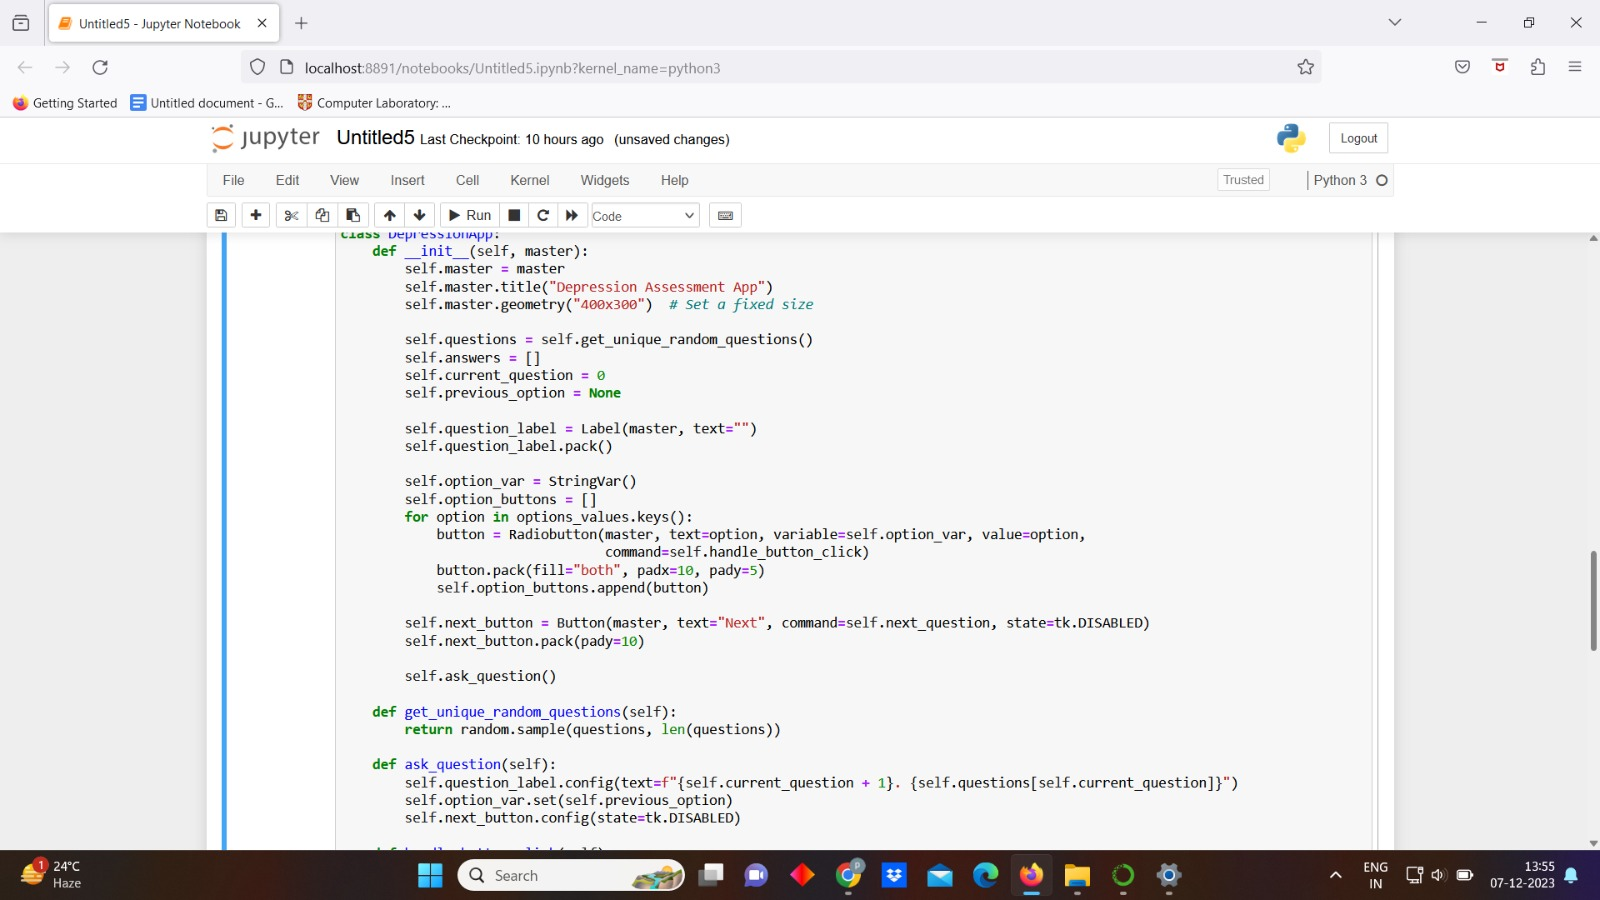 Untitled5 - Jupyter Notebook
localhost:8891/notebooks/Untitled5.ipynb?kernel_name=python3
Getting Started Untitled document - G... Computer Laboratory: ...
jupyter Untitled5 Last Checkpoint: 10 hours ago (unsaved changes) Logout
File Edit View Insert Cell Kernel Widgets Help Trusted Python 3
Run Code
class DepressionApp:
def __init__(self, master):
self.master = master
self.master.title("Depression Assessment App")
self.master.geometry("400x300")  # Set a fixed size
self.questions = self.get_unique_random_questions()
self.answers = []
self.current_question = 0
self.previous_option = None
self.question_label = Label(master, text="")
self.question_label.pack()
self.option_var = StringVar()
self.option_buttons = []
for option in options_values.keys():
button = Radiobutton(master, text=option, variable=self.option_var, value=option,
command=self.handle_button_click)
button.pack(fill="both", padx=10, pady=5)
self.option_buttons.append(button)
self.next_button = Button(master, text="Next", command=self.next_question, state=tk.DISABLED)
self.next_button.pack(pady=10)
self.ask_question()
def get_unique_random_questions(self):
return random.sample(questions, len(questions))
def ask_question(self):
self.question_label.config(text=f"{self.current_question + 1}. {self.questions[self.current_question]}")
self.option_var.set(self.previous_option)
self.next_button.config(state=tk.DISABLED)
1 24°C
Haze
Search
ENG
IN
13:55
07-12-2023